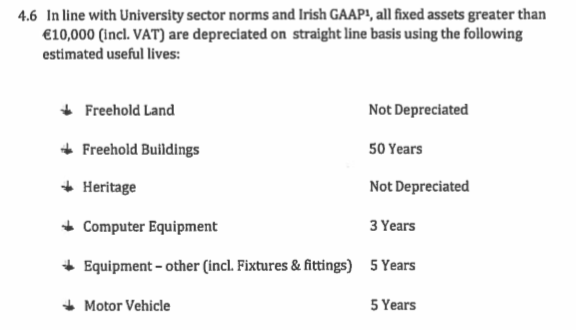 4.6 In line with University sector norms and Irish GAAP¹, all fixed assets greater than
€10,000 (incl. VAT) are depreciated on straight line basis using the following
estimated useful lives:
Freehold Land Not Depreciated
Freehold Buildings 50 Years
Heritage Not Depreciated
Computer Equipment 3 Years
Equipment – other (incl. Fixtures & fittings) 5 Years
Motor Vehicle 5 Years